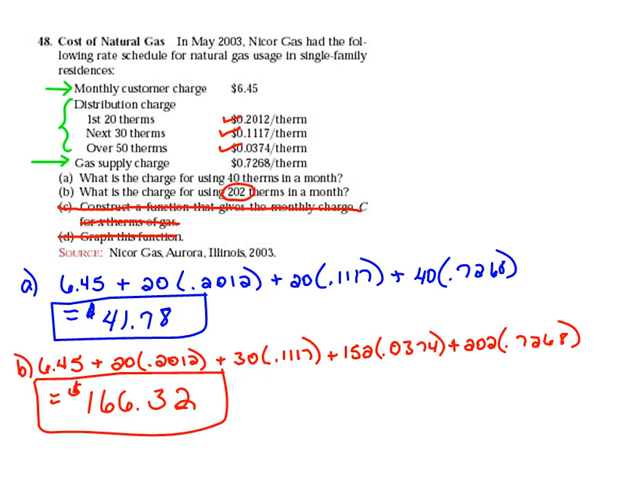 48. Cost of Natural Gas In May 2003, Nicor Gas had the fol-
lowing rate schedule for natural gas usage in single-family
residences:
Monthly customer charge $6.45
Distribution charge
1st 20 therms $0.2012/therm
Next 30 therms $0.1117/therm
Over 50 therms $0.0374/therm
Gas supply charge $0.7268/therm
(a) What is the charge for using 40 therms in a month?
(b) What is the charge for using 202 therms in a month?
(c) Construct a function that gives the monthly charge C
for x therms of gas.
(d) Graph this function.
SOURCE: Nicor Gas, Aurora, Illinois, 2003.
a) 6.45 + 20(.2012) + 20(.1117) + 40(.7268)
= $41.78
b) 6.45 + 20(.2012) + 30(.1117) + 152(.0374) + 202(.7268)
= $166.32